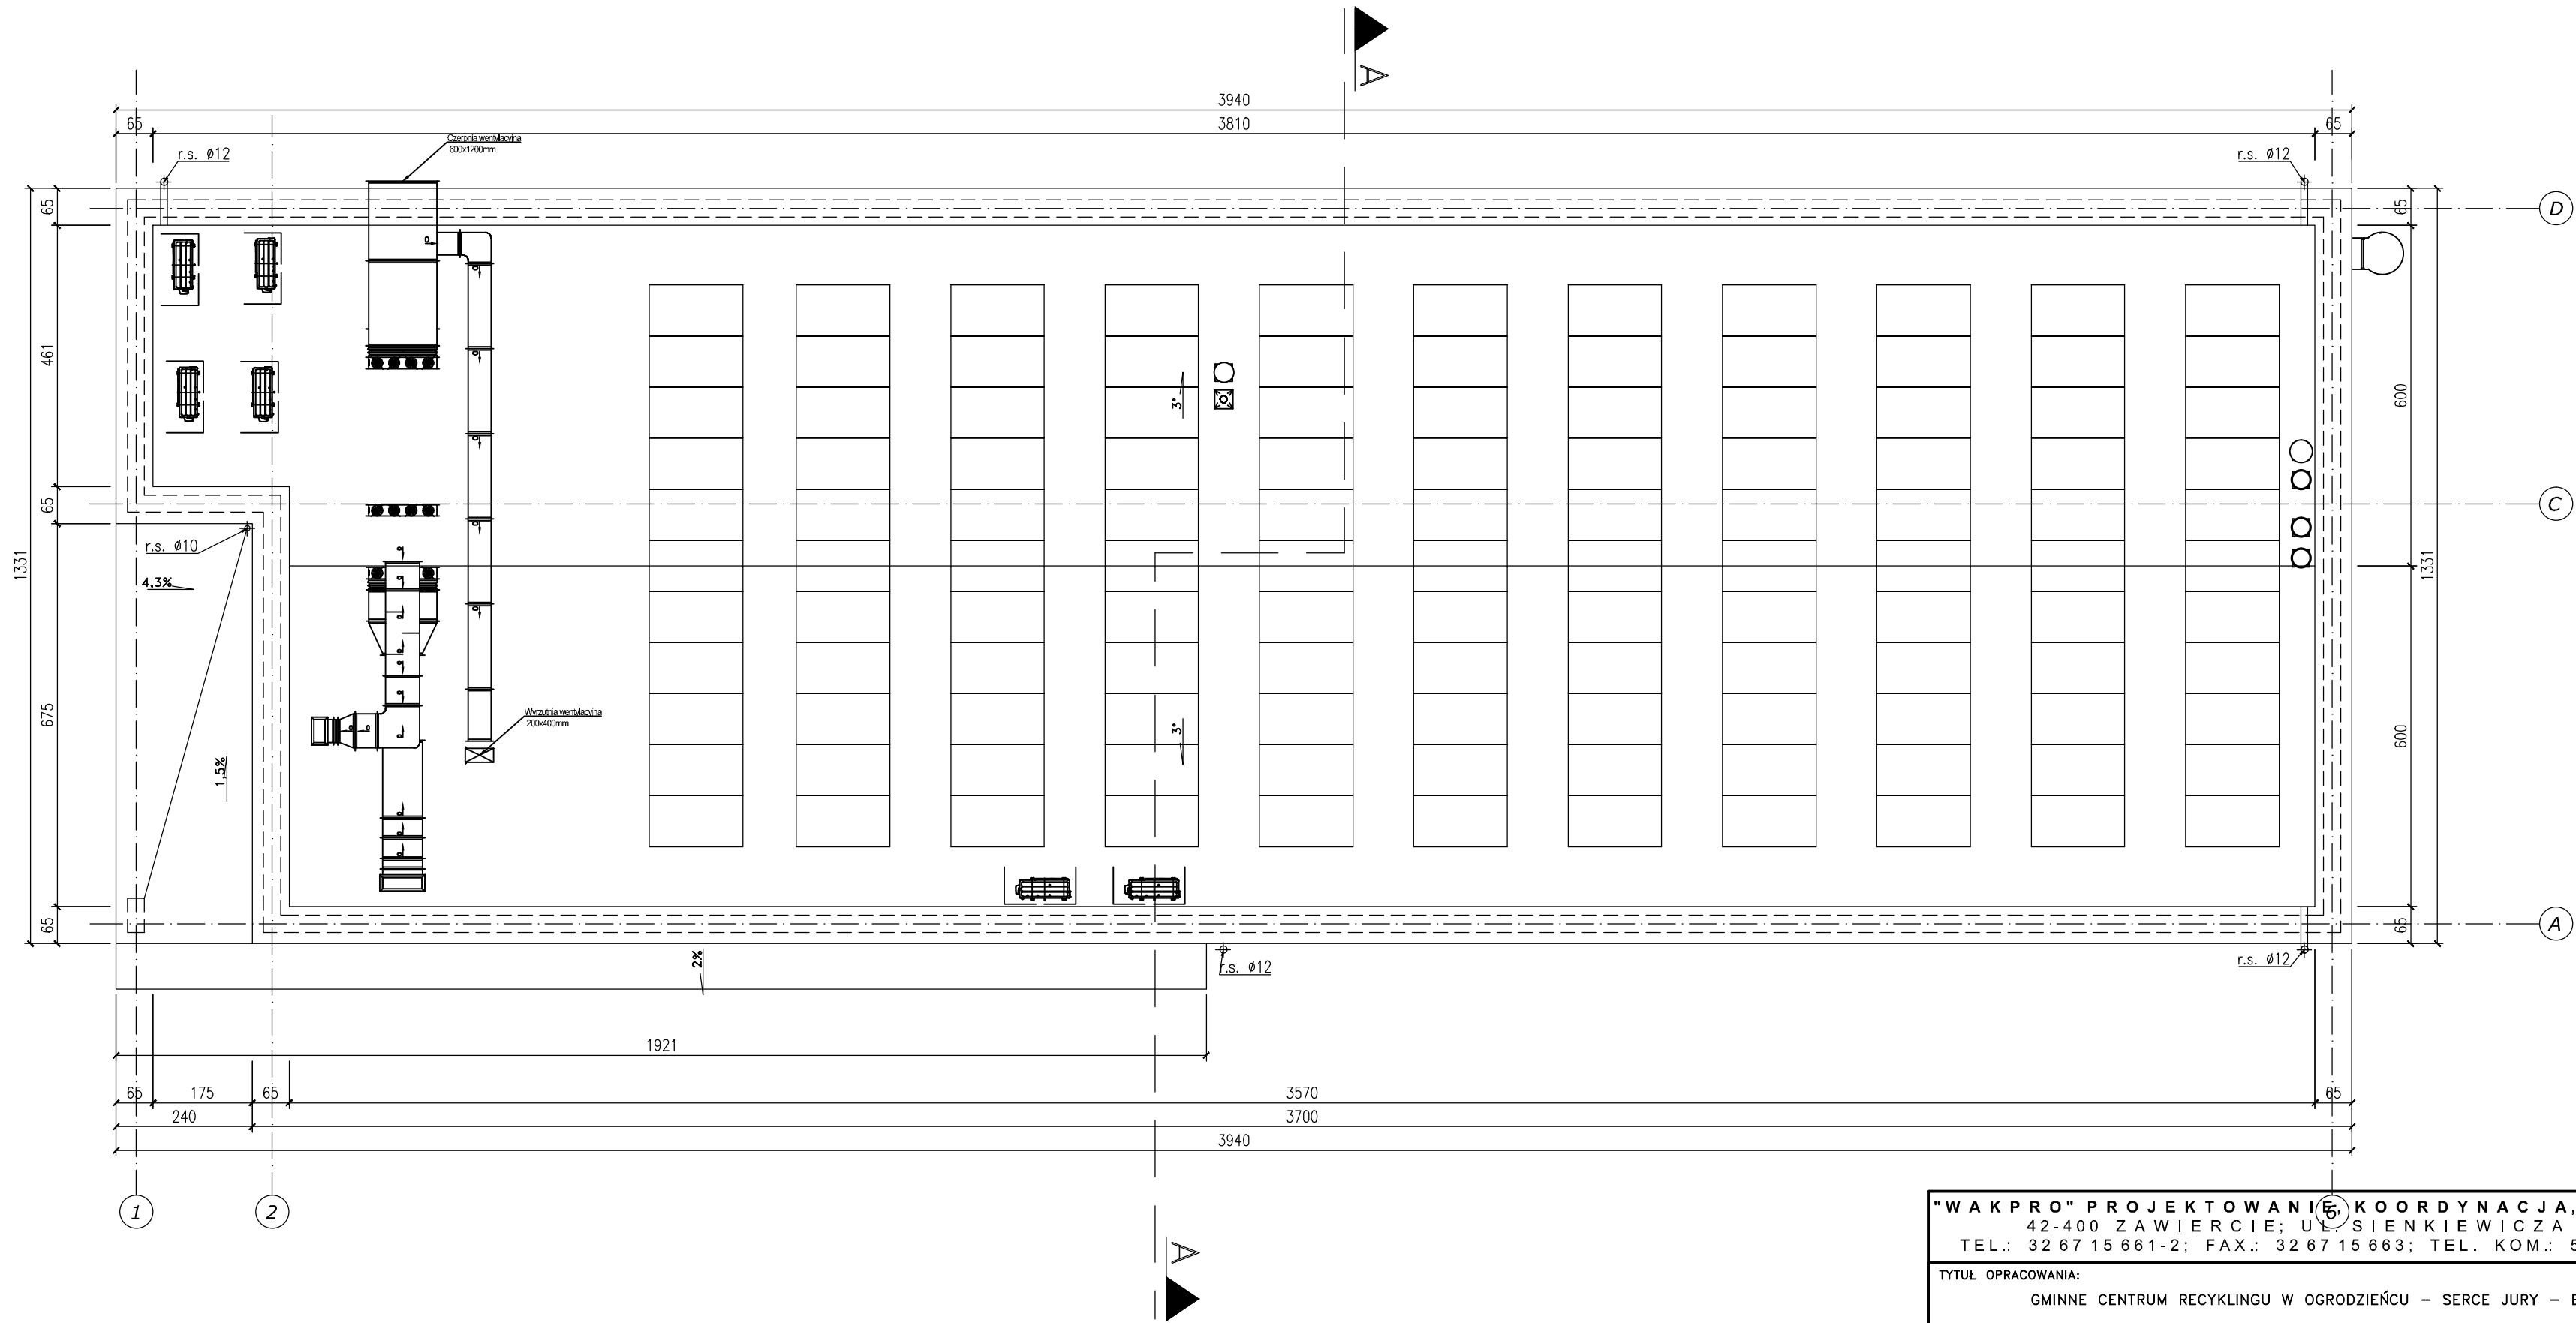 A
3940
65
3810
65
Czerpnia wentylacyjna
600x1200mm
r.s. Ø12
r.s. Ø12
65
65
D
461
600
3°
65
C
r.s. Ø10
1331
1331
4,3%
675
Wyrzutnia wentylacyjna
200x400mm
3°
600
1,5%
65
65
A
2%
r.s. Ø12
r.s. Ø12
1921
65
175
65
3570
65
240
3700
3940
1
2
6
A
"WAKPRO" PROJEKTOWANIE, KOORDYNACJA,
42-400 ZAWIERCIE; UL. SIENKIEWICZA
TEL.: 32 67 15 661-2; FAX.: 32 67 15 663; TEL. KOM.: 5
TYTUŁ OPRACOWANIA:
GMINNE CENTRUM RECYKLINGU W OGRODZIEŃCU – SERCE JURY –